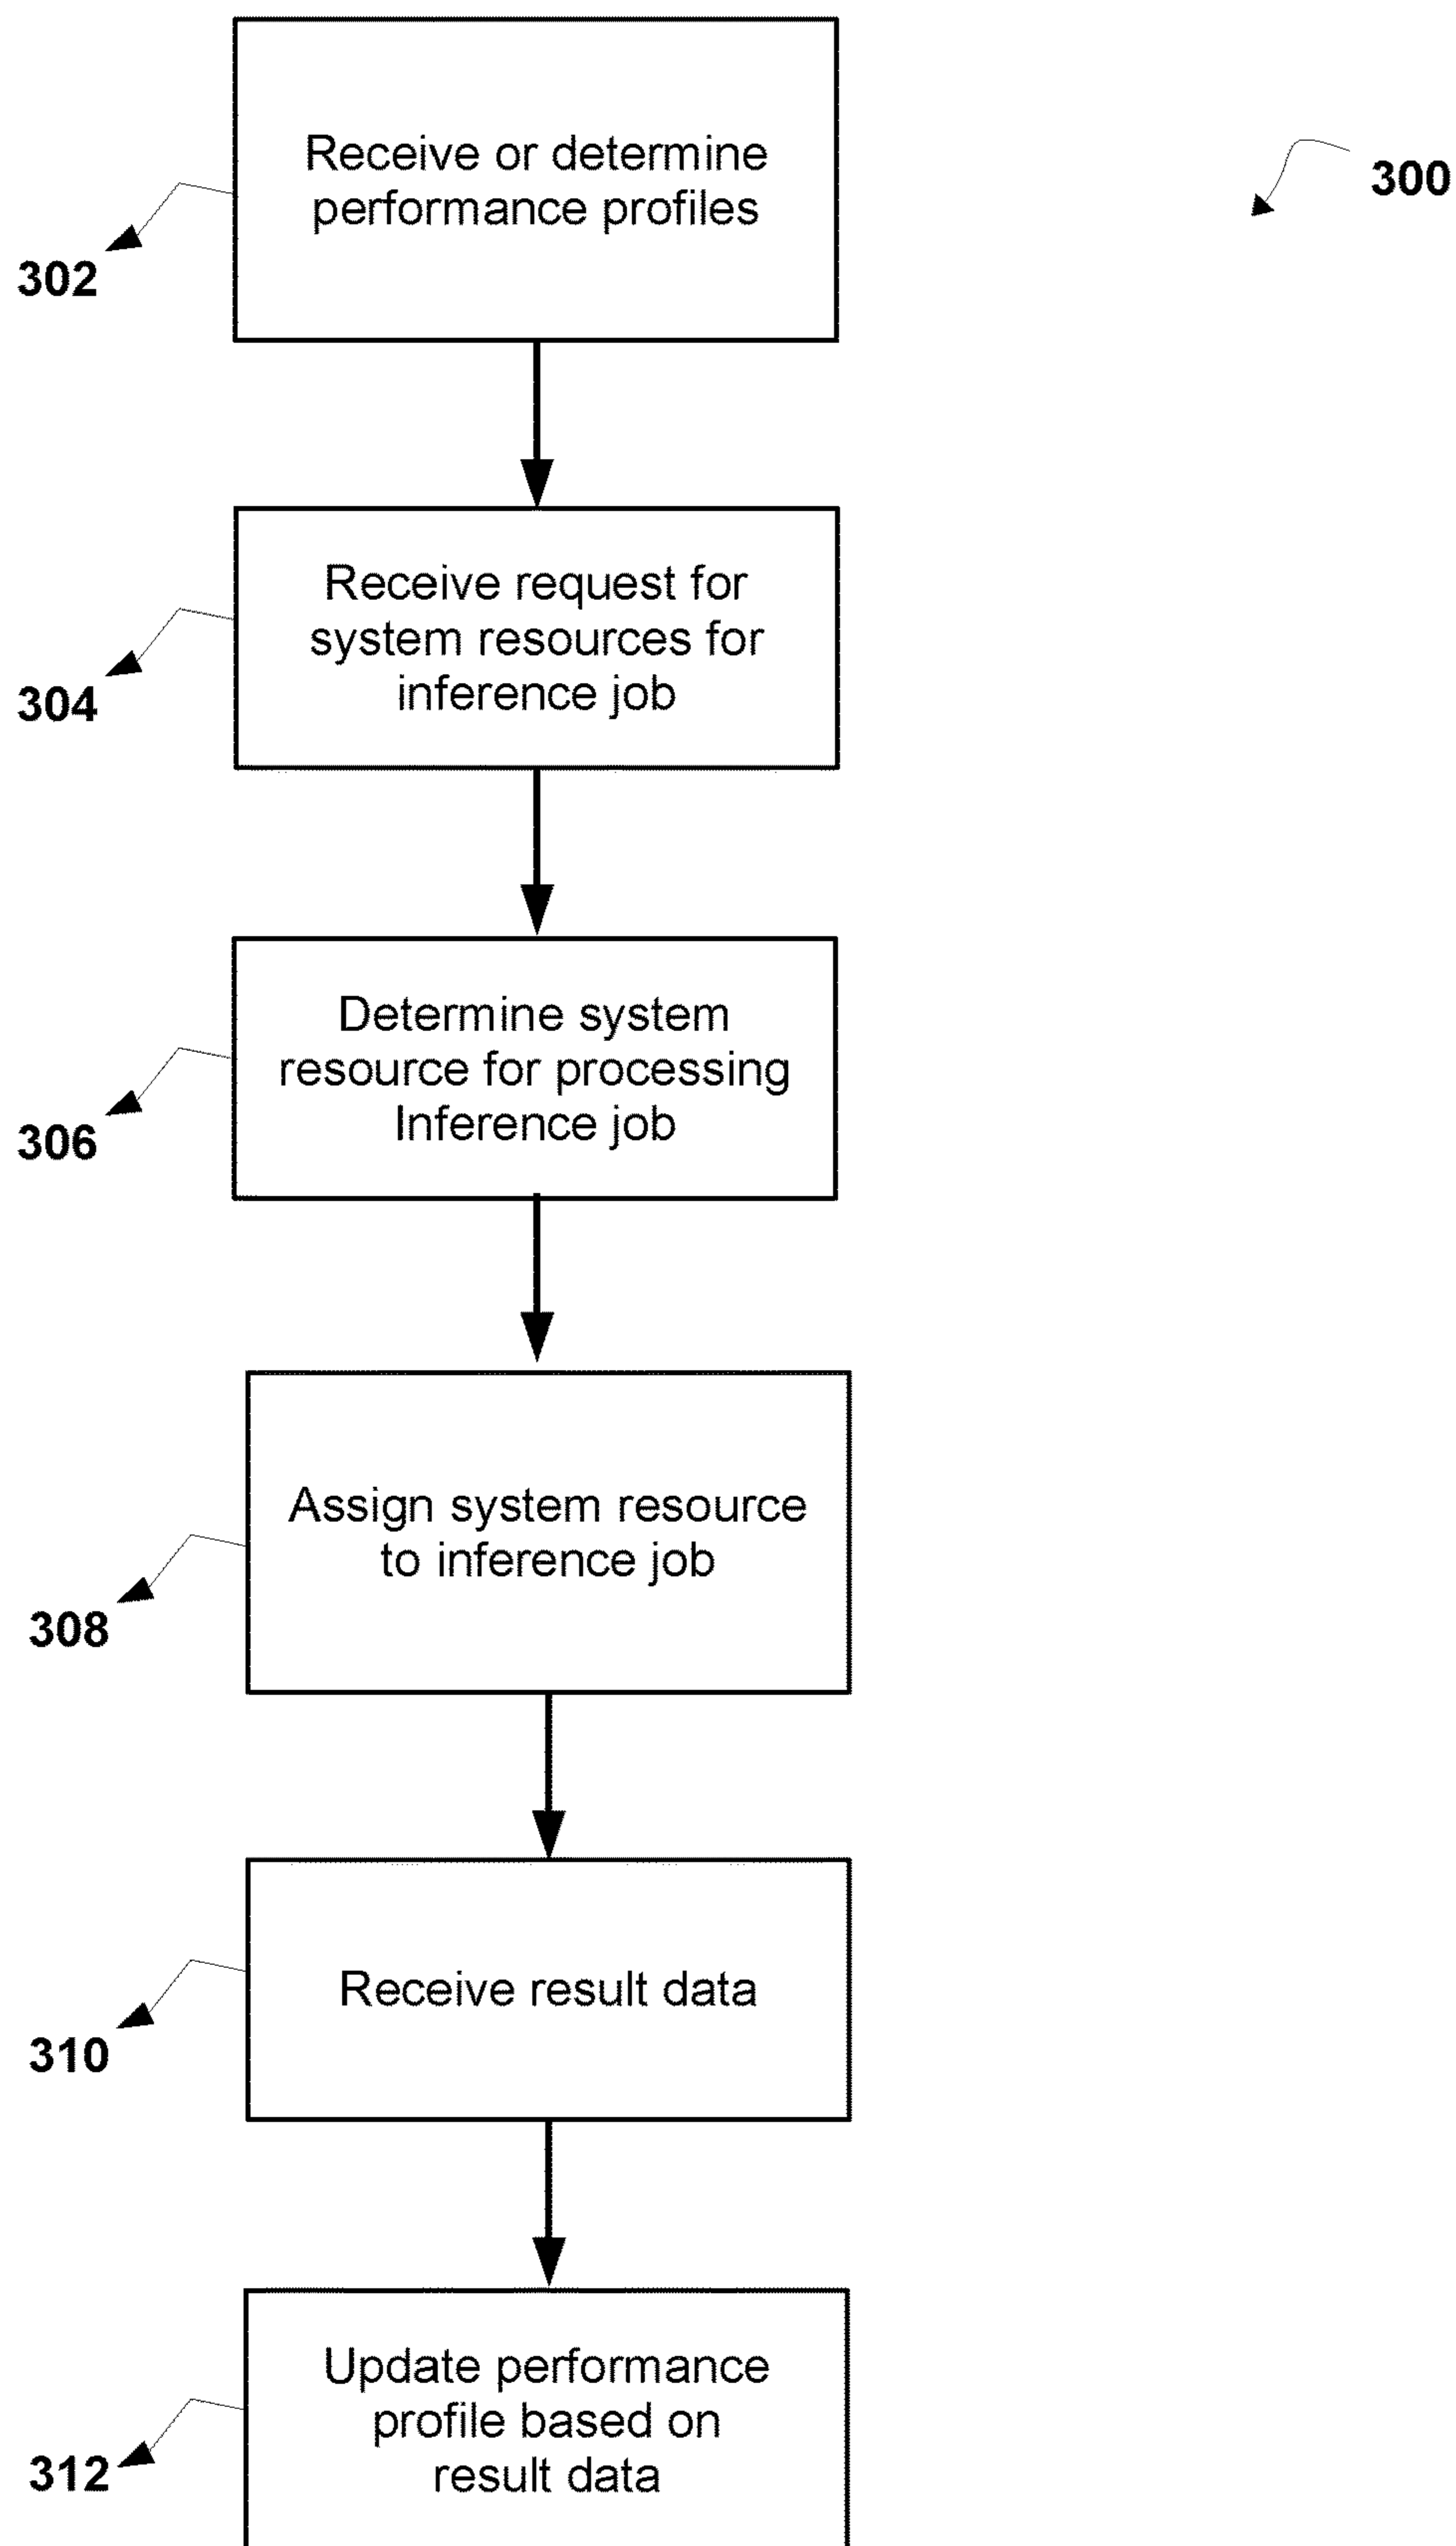 Receive or determine
performance profiles
300
302
Receive request for
system resources for
inference job
304
Determine system
resource for processing
Inference job
306
Assign system resource
to inference job
308
Receive result data
310
Update performance
profile based on
result data
312